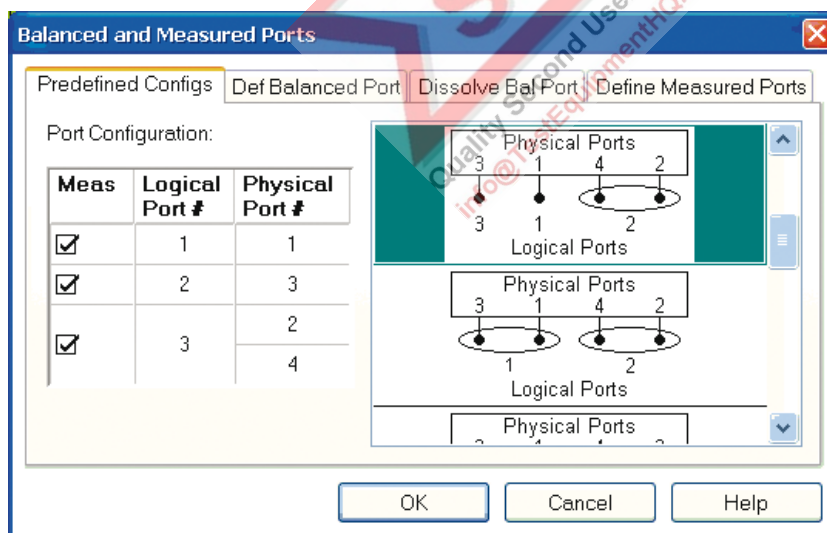 Balanced and Measured Ports
Predefined Configs
Def Balanced Port
Dissolve Bal Port
Define Measured Ports
Port Configuration:
Meas Logical Port # Physical Port #
1 1
2 3
3 2
4
Physical Ports
3 1 4 2
3 1 2
Logical Ports
Physical Ports
3 1 4 2
1 2
Logical Ports
Physical Ports
OK
Cancel
Help
Quality Second